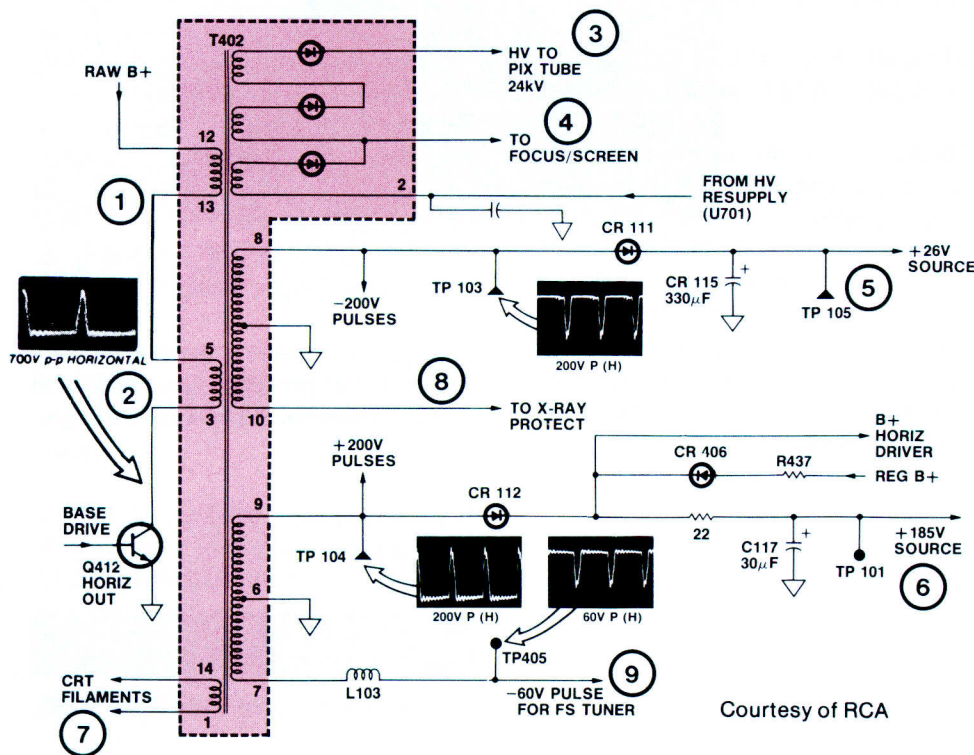 T402
RAW B+
12
13
3
HV TO
PIX TUBE
24kV
4
TO
FOCUS/SCREEN
2
FROM HV
RESUPPLY
(U701)
1
8
CR 111
+26V
SOURCE
−200V
PULSES
TP 103
CR 115
330µF
TP 105
5
200V P (H)
700V p-p HORIZONTAL
5
2
3
10
8
TO X-RAY
PROTECT
+200V
PULSES
B+
HORIZ
DRIVER
CR 406
R437
REG B+
9
CR 112
22
+185V
SOURCE
BASE
DRIVE
Q412
HORIZ
OUT
TP 104
C117
30µF
TP 101
6
6
200V P (H)
60V P (H)
TP405
14
CRT
FILAMENTS
7
1
7
L103
9
−60V PULSE
FOR FS TUNER
Courtesy of RCA